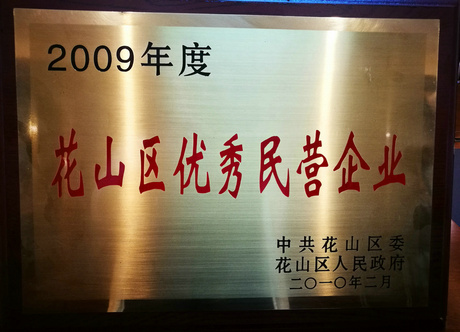 2009年度
花山区优秀民营企业
中共花山区委
花山区人民政府
二〇一〇年二月